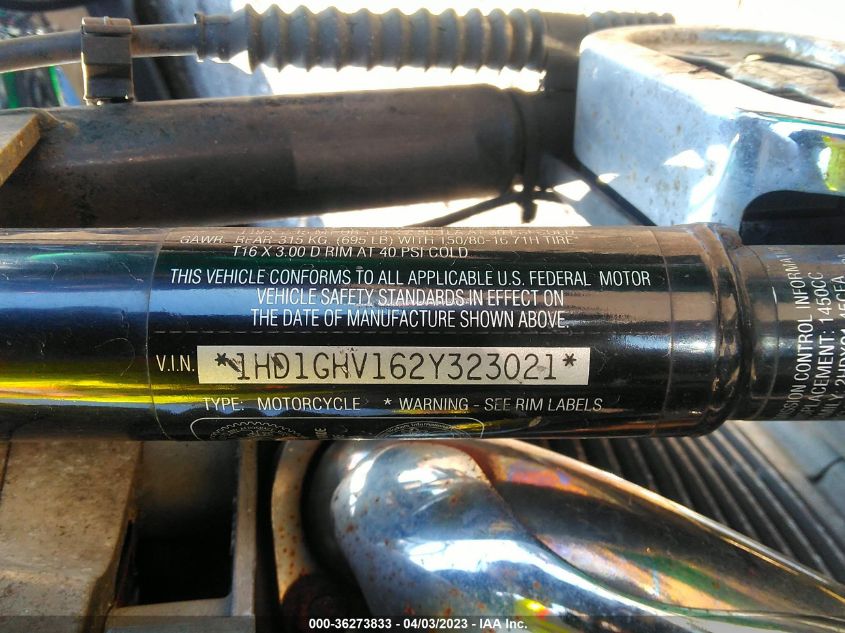 GAWR. REAR 315 KG. (695 LB) WITH 150/80-16 71H TIRE
T16 X 3.00 D RIM AT 40 PSI COLD
THIS VEHICLE CONFORMS TO ALL APPLICABLE U.S. FEDERAL MOTOR
VEHICLE SAFETY STANDARDS IN EFFECT ON
THE DATE OF MANUFACTURE SHOWN ABOVE.
V.I.N. *1HD1GHV162Y323021*
TYPE: MOTORCYCLE * WARNING - SEE RIM LABELS
CONTROL INFORMAT
PLACEMENT: 1450CC
000-36273833 - 04/03/2023 - IAA Inc.